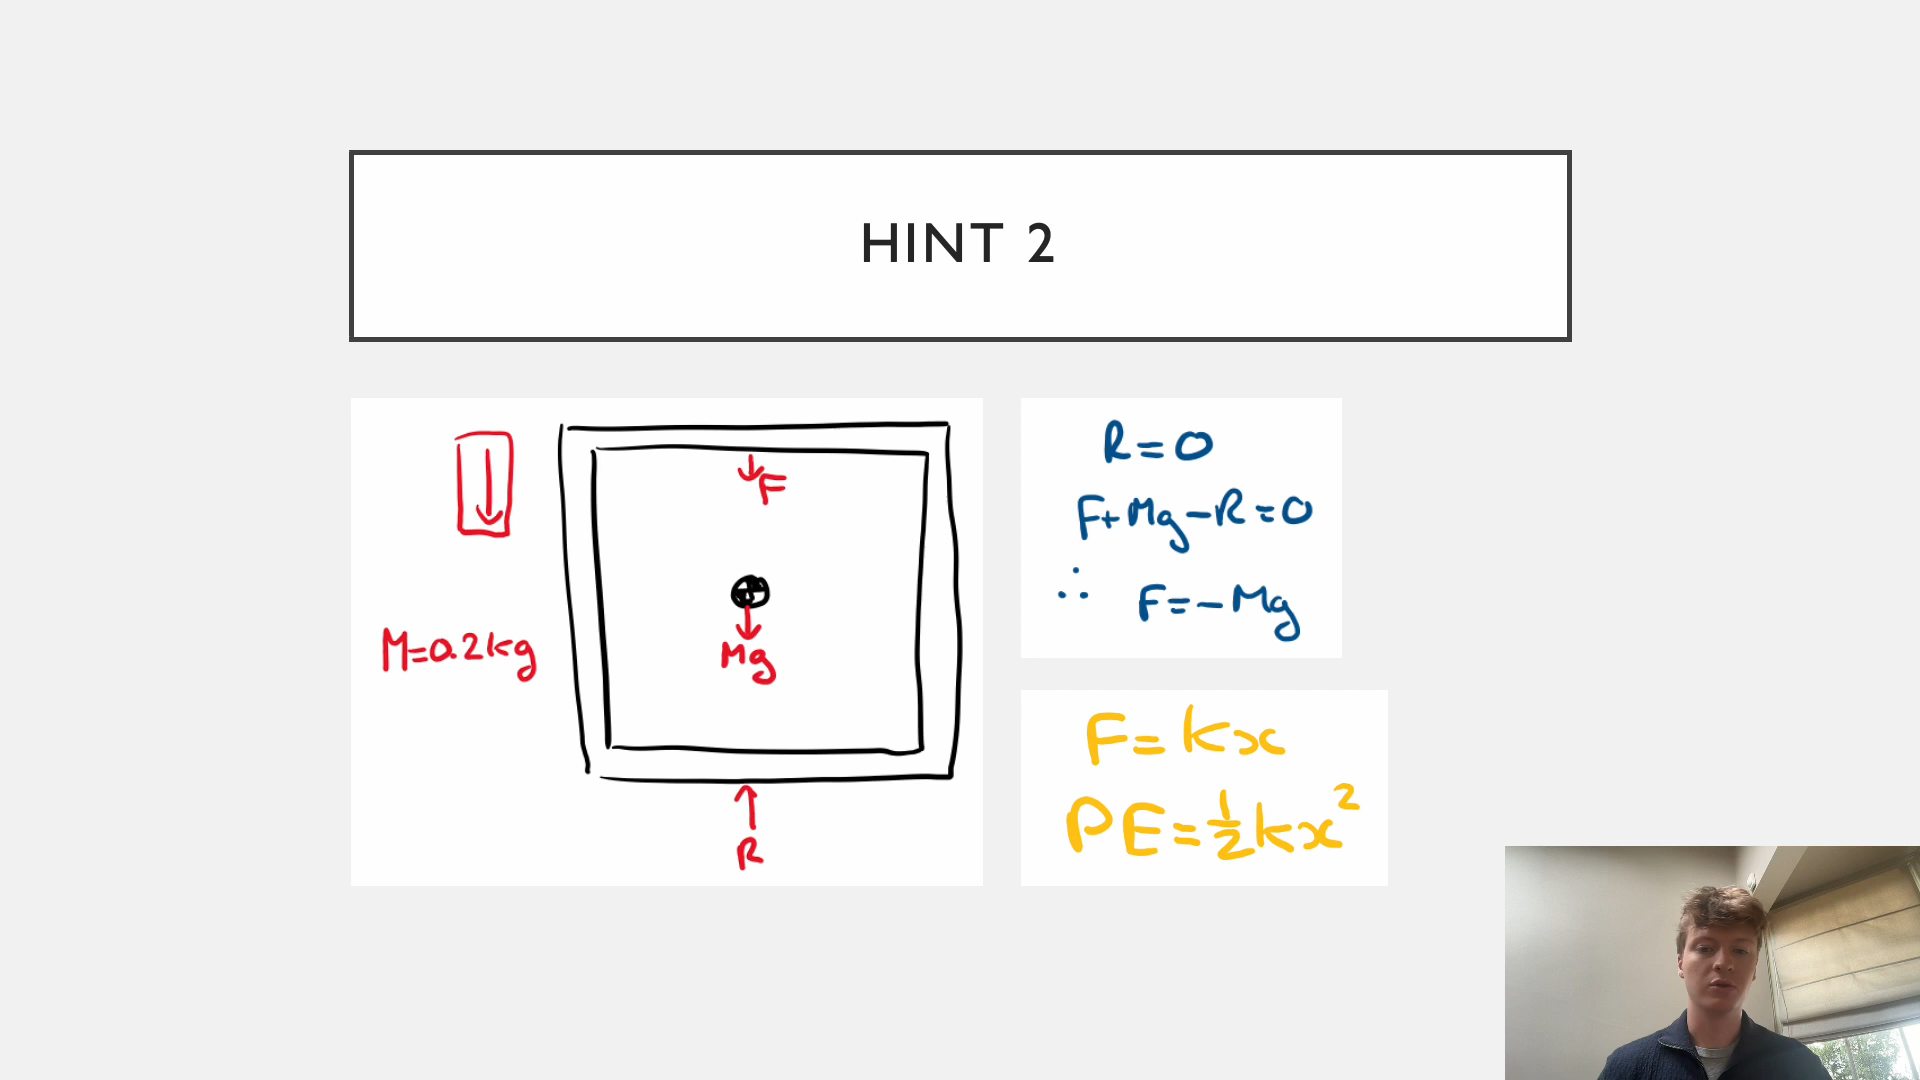 HINT 2
F
Mg
M=0.2kg
R
R=0
F+Mg-R=0
∴ F=-Mg
F=kx
PE=½kx²